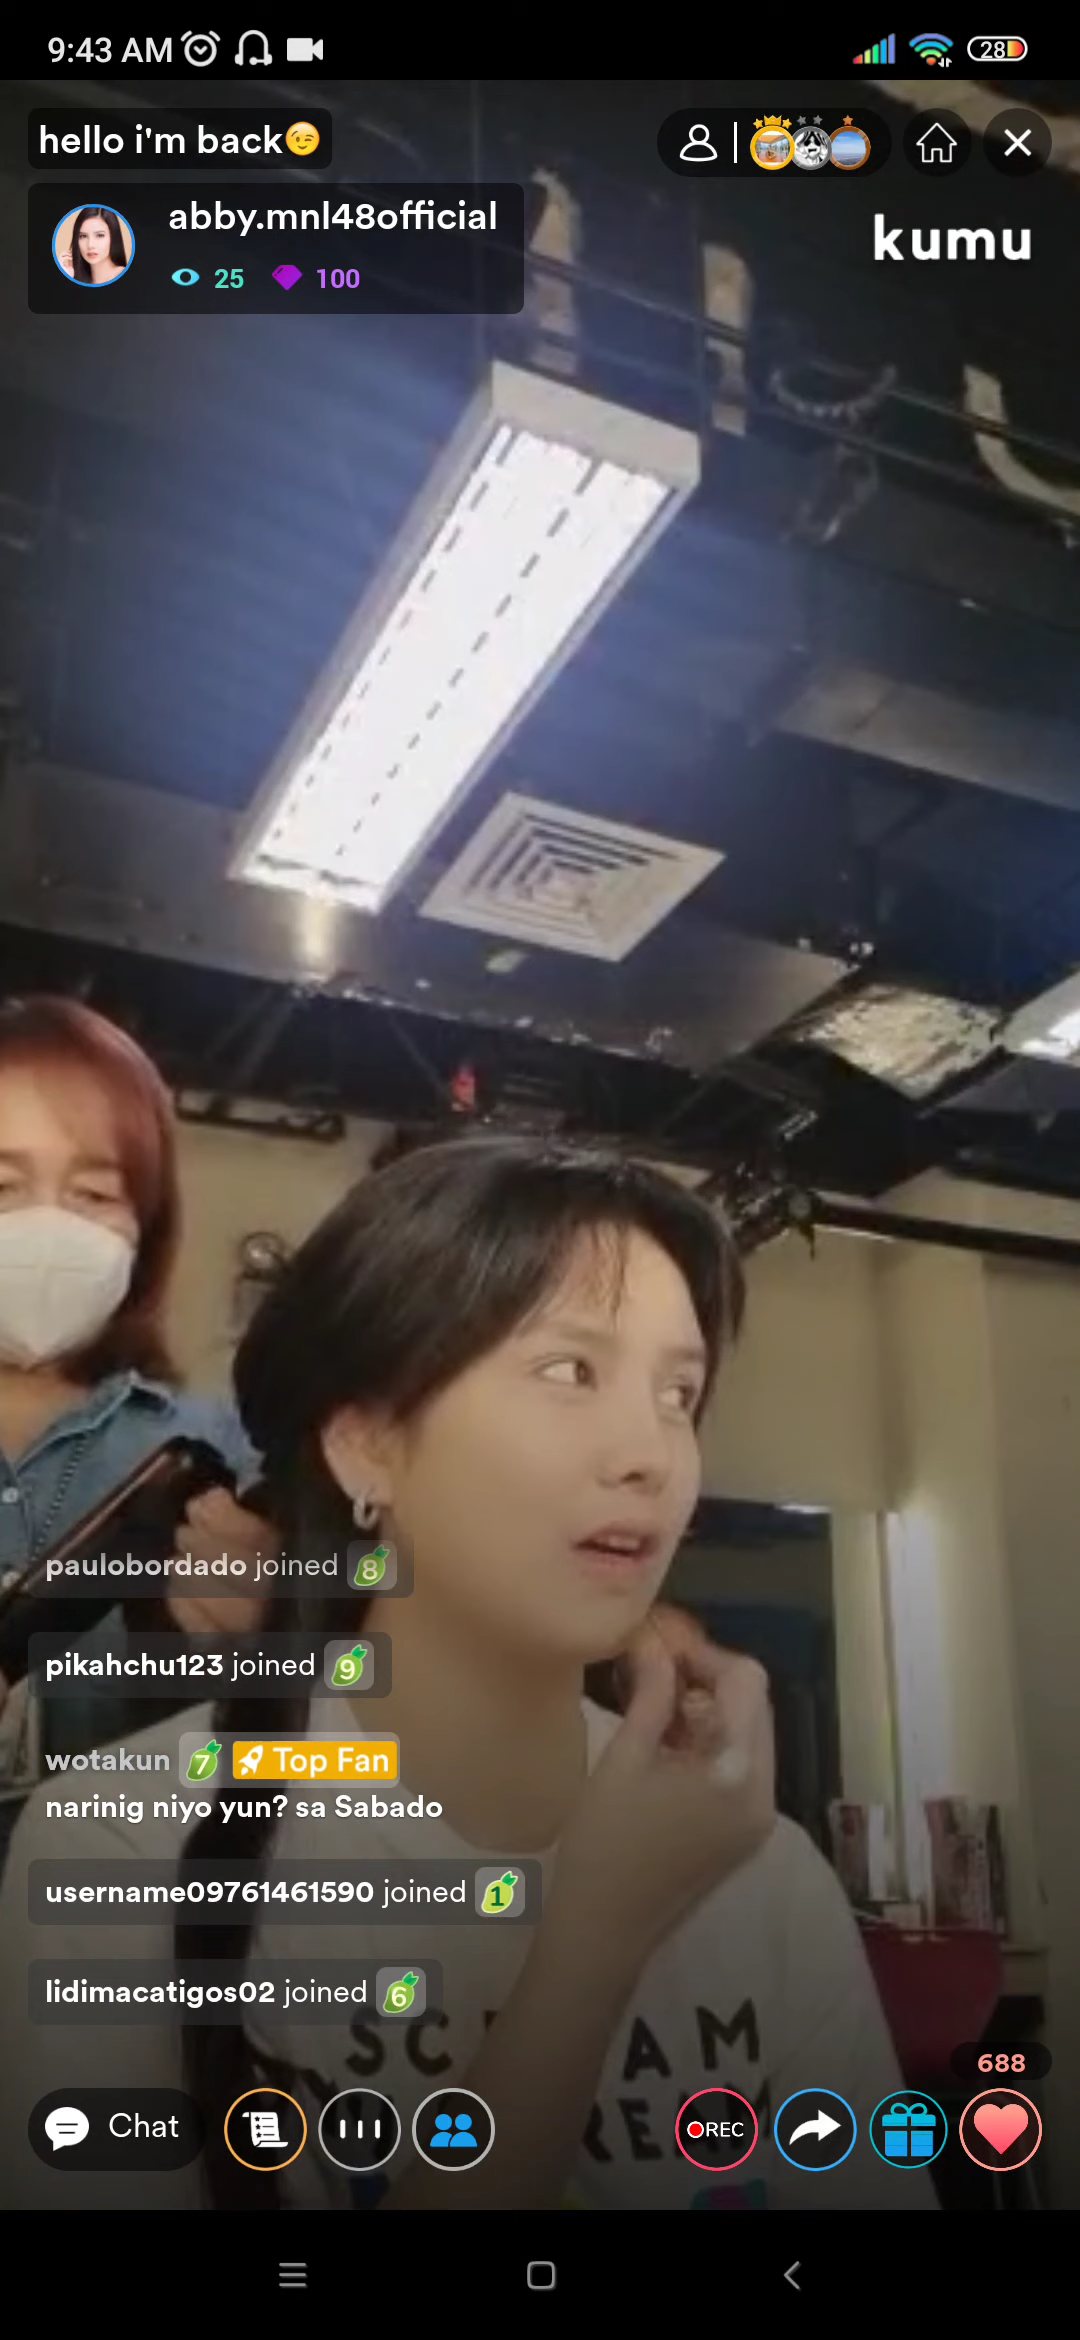 9:43 AM
28
hello i'm back😉
abby.mnl48official
25 100
kumu
paulobordado joined 8
pikahchu123 joined 9
wotakun 7 Top Fan
narinig niyo yun? sa Sabado
username09761461590 joined 1
lidimacatigos02 joined 6
688
Chat
REC